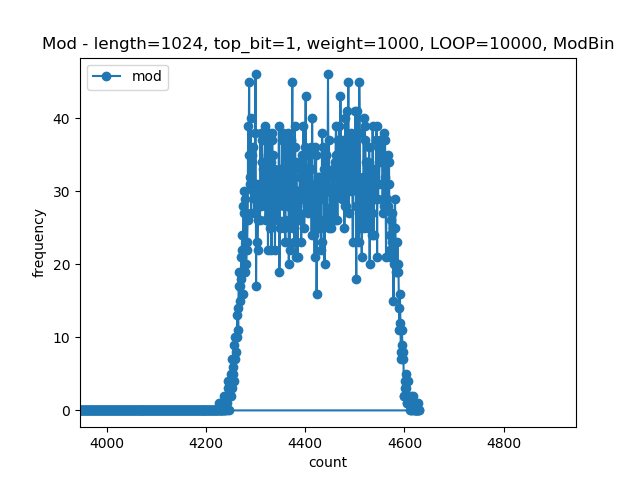 Mod - length=1024, top_bit=1, weight=1000, LOOP=10000, ModBin
mod
frequency
40
30
20
10
0
4000 4200 4400 4600 4800
count